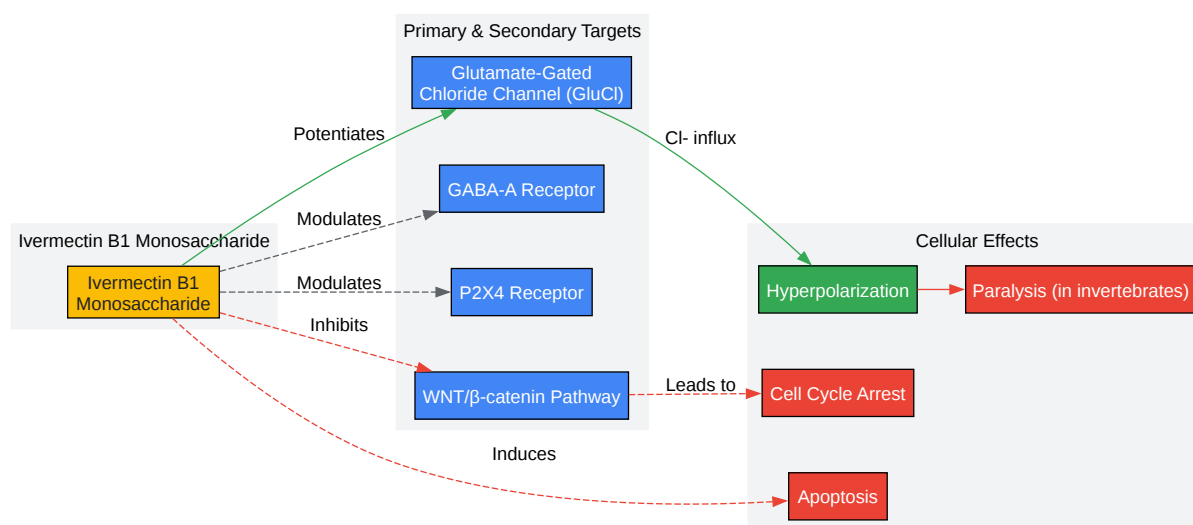 Primary & Secondary Targets
Glutamate-Gated
Chloride Channel (GluCl)
Potentiates
Cl- influx
GABA-A Receptor
Modulates
Ivermectin B1 Monosaccharide
Cellular Effects
Ivermectin B1
Monosaccharide
Modulates
P2X4 Receptor
Hyperpolarization
Paralysis (in invertebrates)
Inhibits
WNT/β-catenin Pathway
Leads to
Cell Cycle Arrest
Induces
Apoptosis